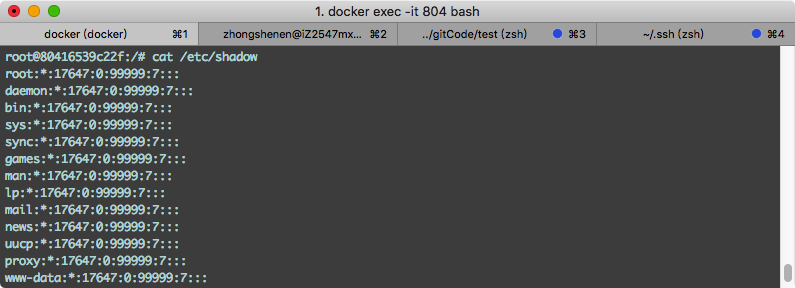 1. docker exec -it 804 bash
docker (docker) ⌘1 zhongshenen@iZ2547mx... ⌘2 ../gitCode/test (zsh) ⌘3 ~/.ssh (zsh) ⌘4
root@80416539c22f:/# cat /etc/shadow
root:*:17647:0:99999:7:::
daemon:*:17647:0:99999:7:::
bin:*:17647:0:99999:7:::
sys:*:17647:0:99999:7:::
sync:*:17647:0:99999:7:::
games:*:17647:0:99999:7:::
man:*:17647:0:99999:7:::
lp:*:17647:0:99999:7:::
mail:*:17647:0:99999:7:::
news:*:17647:0:99999:7:::
uucp:*:17647:0:99999:7:::
proxy:*:17647:0:99999:7:::
www-data:*:17647:0:99999:7:::